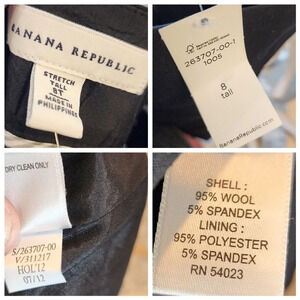 BANANA REPUBLIC
STRETCH
TALL
8T
MADE IN
PHILIPPINES
263707-00-1
1005
8
tall
BananaRepublic.com
DRY CLEAN ONLY
S/263707-00
V/311217
HOL'12
07/12
SHELL :
95% WOOL
5% SPANDEX
LINING :
95% POLYESTER
5% SPANDEX
RN 54023